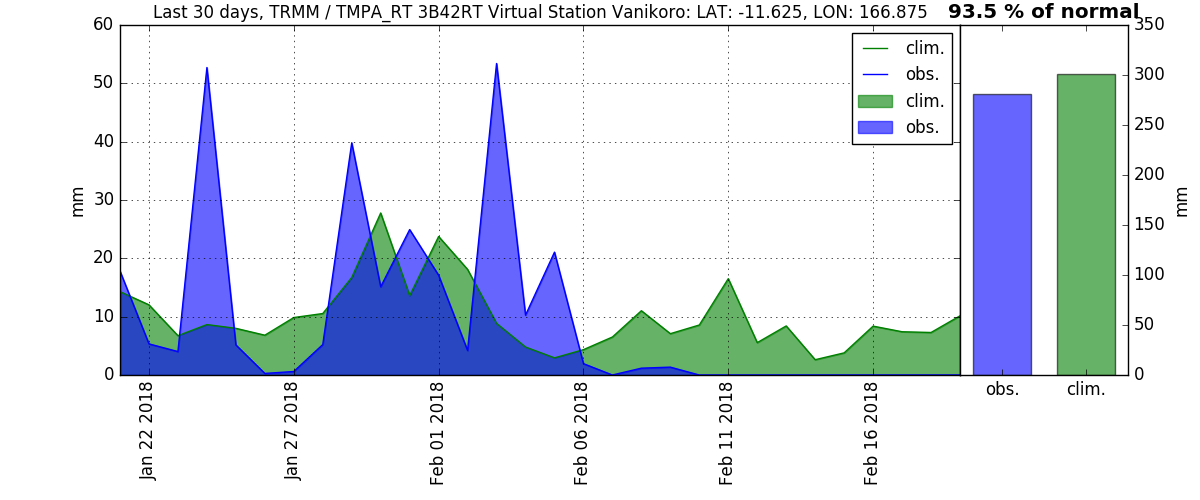 Last 30 days, TRMM / TMPA_RT 3B42RT Virtual Station Vanikoro: LAT: -11.625, LON: 166.875
93.5 % of normal
60
50
40
30
20
10
0
mm
clim.
obs.
clim.
obs.
Jan 22 2018
Jan 27 2018
Feb 01 2018
Feb 06 2018
Feb 11 2018
Feb 16 2018
350
300
250
200
150
100
50
0
mm
obs.
clim.